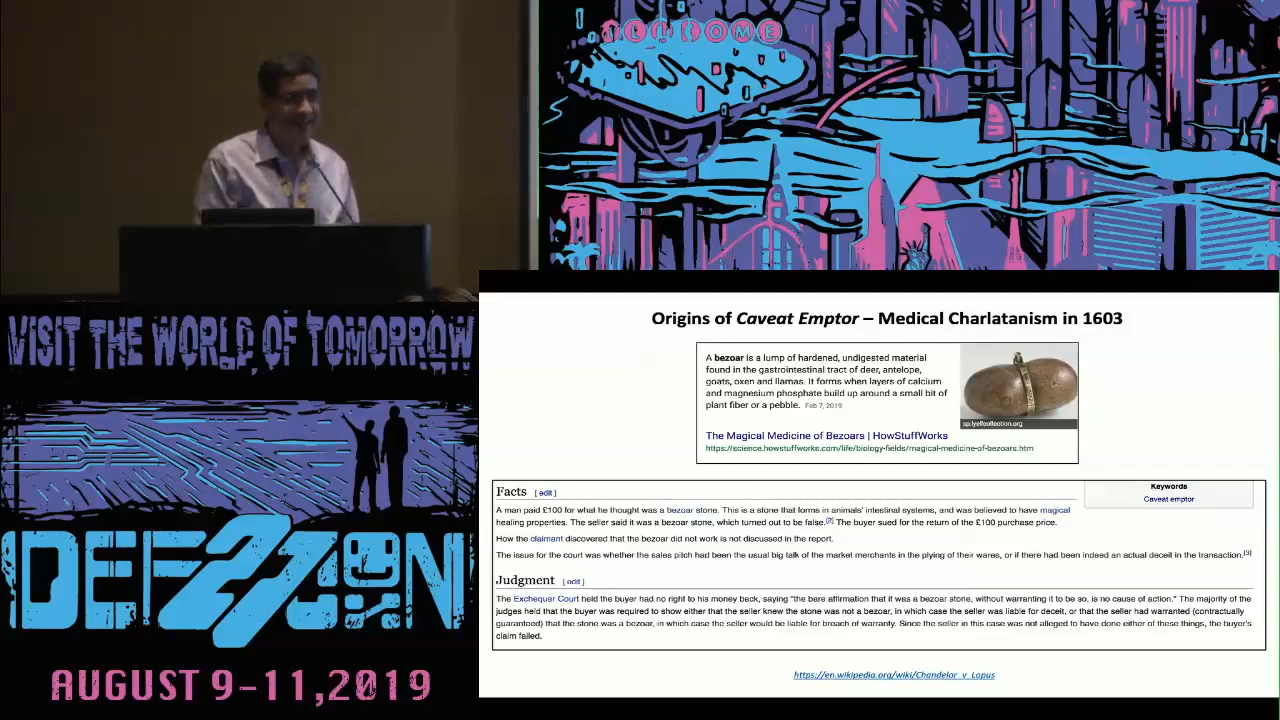 WELCOME
VISIT THE WORLD OF TOMORROW
DEFCON
27
AUGUST 9-11,2019
Origins of Caveat Emptor – Medical Charlatanism in 1603
A bezoar is a lump of hardened, undigested material
found in the gastrointestinal tract of deer, antelope,
goats, oxen and llamas. It forms when layers of calcium
and magnesium phosphate build up around a small bit of
plant fiber or a pebble. Feb 7, 2019
ap.lyellcollection.org
The Magical Medicine of Bezoars | HowStuffWorks
https://science.howstuffworks.com/life/biology-fields/magical-medicine-of-bezoars.htm
Facts [ edit ]
Keywords
Caveat emptor
A man paid £100 for what he thought was a bezoar stone. This is a stone that forms in animals' intestinal systems, and was believed to have magical
healing properties. The seller said it was a bezoar stone, which turned out to be false.[2] The buyer sued for the return of the £100 purchase price.
How the claimant discovered that the bezoar did not work is not discussed in the report.
The issue for the court was whether the sales pitch had been the usual big talk of the market merchants in the plying of their wares, or if there had been indeed an actual deceit in the transaction.[3]
Judgment [ edit ]
The Exchequer Court held the buyer had no right to his money back, saying "the bare affirmation that it was a bezoar stone, without warranting it to be so, is no cause of action." The majority of the
judges held that the buyer was required to show either that the seller knew the stone was not a bezoar, in which case the seller was liable for deceit, or that the seller had warranted (contractually
guaranteed) that the stone was a bezoar, in which case the seller would be liable for breach of warranty. Since the seller in this case was not alleged to have done either of these things, the buyer's
claim failed.
https://en.wikipedia.org/wiki/Chandelor_v_Lopus